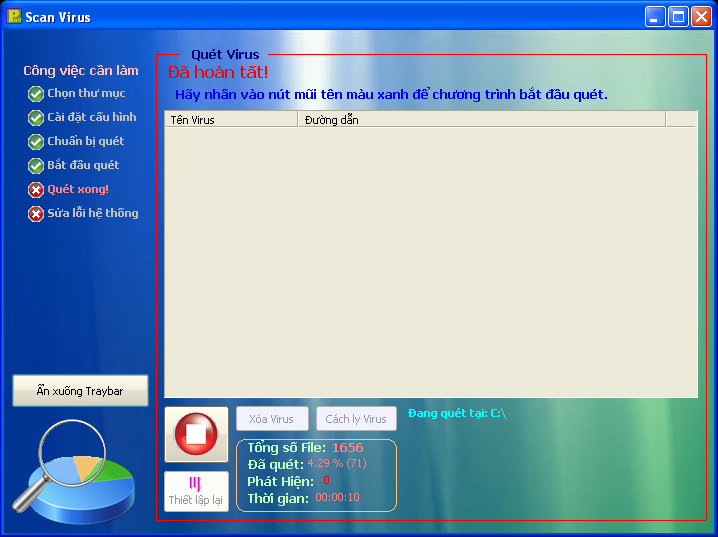 Scan Virus
Công việc cần làm
Chọn thư mục
Cài đặt cấu hình
Chuẩn bị quét
Bắt đầu quét
Quét xong!
Sửa lỗi hệ thống
Ẩn xuống Traybar
Quét Virus
Đã hoàn tất!
Hãy nhấn vào nút mũi tên màu xanh để chương trình bắt đầu quét.
Tên Virus Đường dẫn
Xóa Virus Cách ly Virus Đang quét tại: C:\
Tổng số File: 1656
Đã quét: 4.29 % (71)
Phát Hiện: 0
Thời gian: 00:00:10
Thiết lập lại